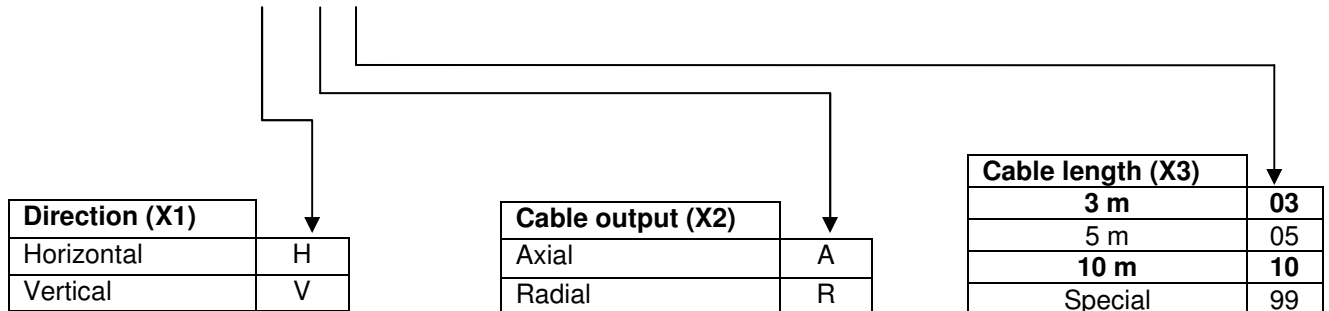 Direction (X1)
Horizontal H
Vertical V
Cable output (X2)
Axial A
Radial R
Cable length (X3)
3 m 03
5 m 05
10 m 10
Special 99